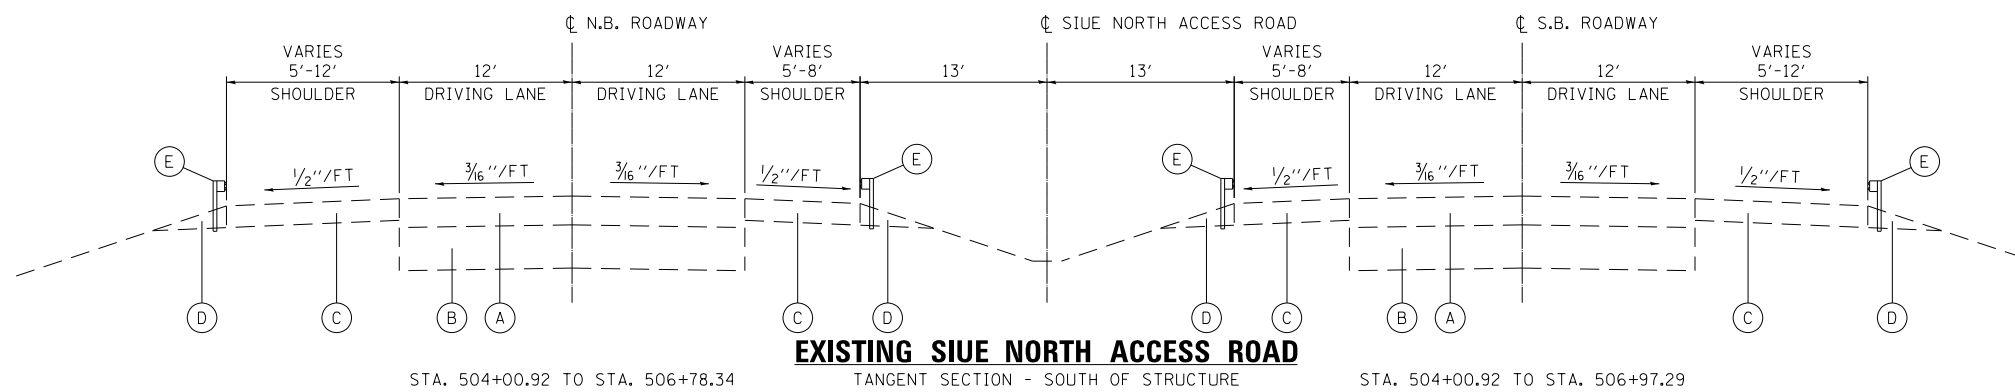 ℄ N.B. ROADWAY
℄ SIUE NORTH ACCESS ROAD
℄ S.B. ROADWAY
VARIES
5'-12'
SHOULDER
12'
DRIVING LANE
12'
DRIVING LANE
VARIES
5'-8'
SHOULDER
13'
13'
VARIES
5'-8'
SHOULDER
12'
DRIVING LANE
12'
DRIVING LANE
VARIES
5'-12'
SHOULDER
E
1/2''/FT
3/16''/FT
3/16''/FT
1/2''/FT
E
E
1/2''/FT
3/16''/FT
3/16''/FT
1/2''/FT
E
D
C
B
A
C
D
D
C
B
A
C
D
EXISTING SIUE NORTH ACCESS ROAD
STA. 504+00.92 TO STA. 506+78.34
TANGENT SECTION - SOUTH OF STRUCTURE
STA. 504+00.92 TO STA. 506+97.29